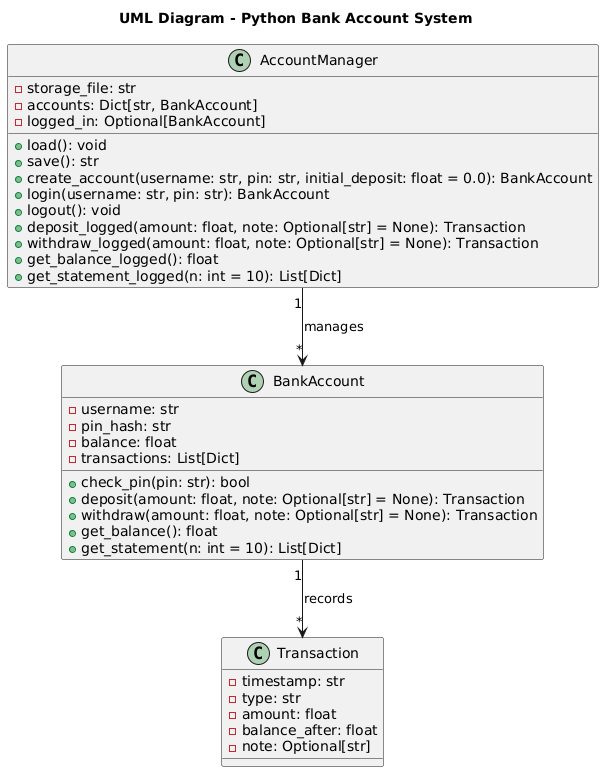 UML Diagram - Python Bank Account System
C AccountManager
storage_file: str
accounts: Dict[str, BankAccount]
logged_in: Optional[BankAccount]
load(): void
save(): str
create_account(username: str, pin: str, initial_deposit: float = 0.0): BankAccount
login(username: str, pin: str): BankAccount
logout(): void
deposit_logged(amount: float, note: Optional[str] = None): Transaction
withdraw_logged(amount: float, note: Optional[str] = None): Transaction
get_balance_logged(): float
get_statement_logged(n: int = 10): List[Dict]
1
manages
*
C BankAccount
username: str
pin_hash: str
balance: float
transactions: List[Dict]
check_pin(pin: str): bool
deposit(amount: float, note: Optional[str] = None): Transaction
withdraw(amount: float, note: Optional[str] = None): Transaction
get_balance(): float
get_statement(n: int = 10): List[Dict]
1
records
*
C Transaction
timestamp: str
type: str
amount: float
balance_after: float
note: Optional[str]